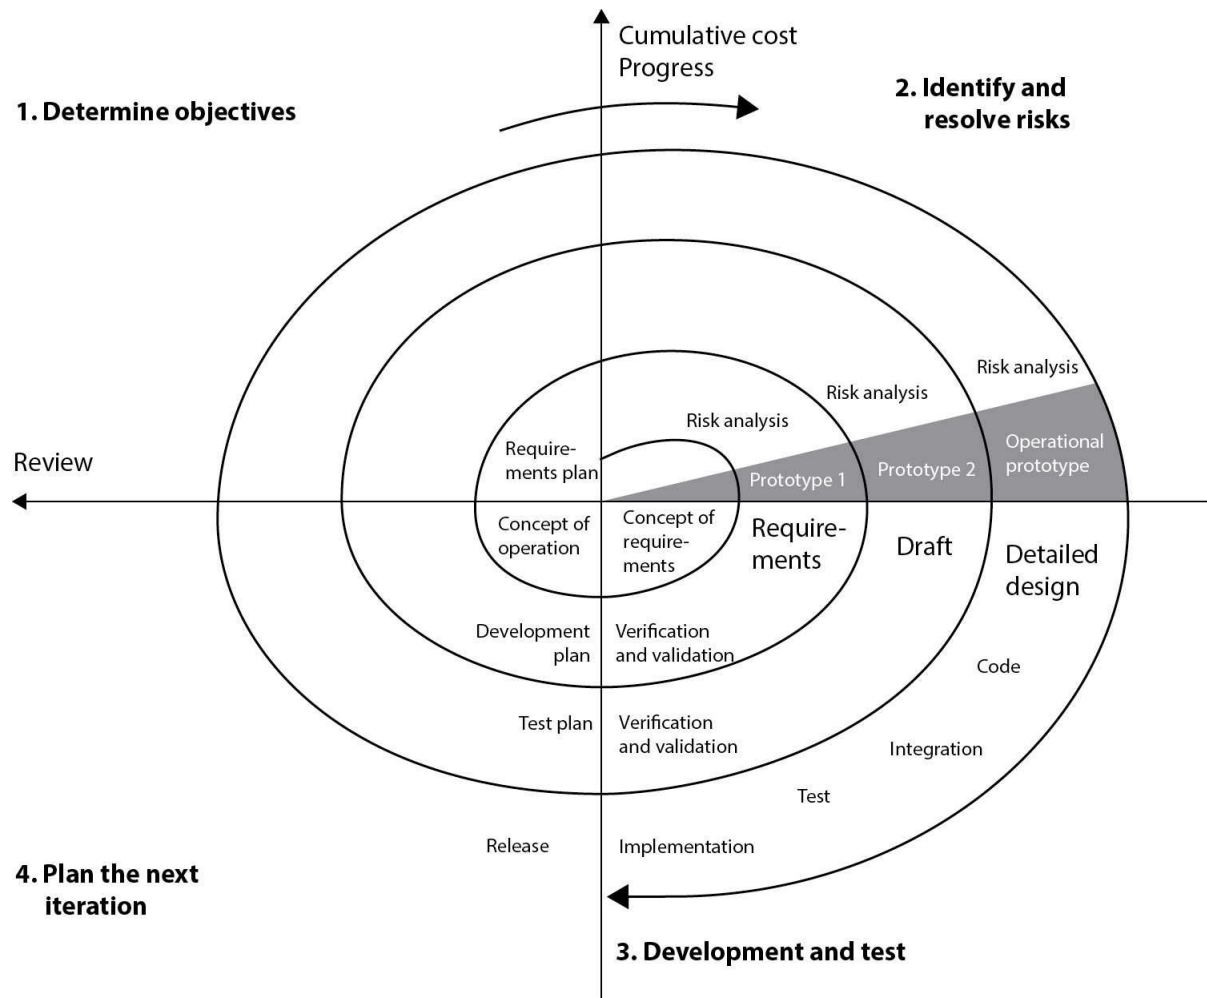 Cumulative cost
Progress
1. Determine objectives
2. Identify and
resolve risks
Risk analysis
Risk analysis
Risk analysis
Require-
ments plan
Operational
prototype
Prototype 1
Prototype 2
Review
Concept of
operation
Concept of
require-
ments
Require-
ments
Draft
Detailed
design
Development
plan
Verification
and validation
Code
Test plan
Verification
and validation
Integration
Test
Release
Implementation
4. Plan the next
iteration
3. Development and test